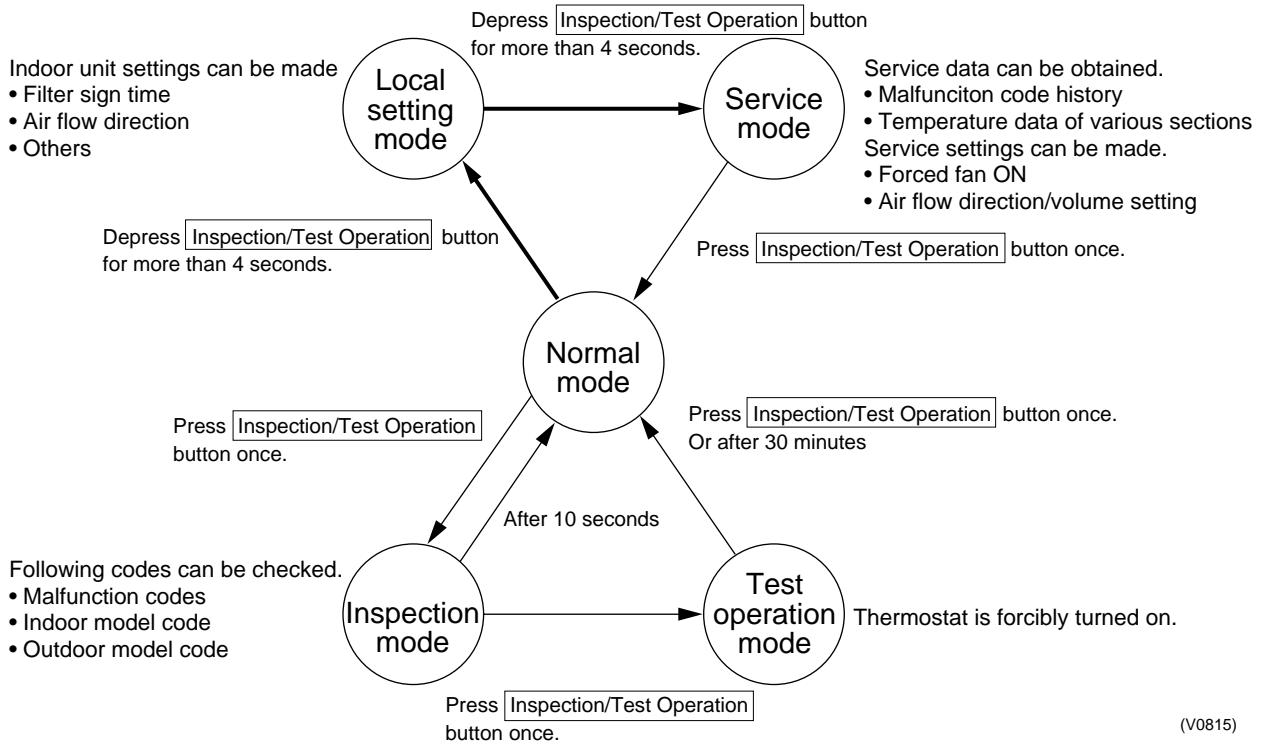 Depress Inspection/Test Operation button
for more than 4 seconds.
Indoor unit settings can be made
• Filter sign time
• Air flow direction
• Others
Local
setting
mode
Service
mode
Service data can be obtained.
• Malfunciton code history
• Temperature data of various sections
Service settings can be made.
• Forced fan ON
• Air flow direction/volume setting
Depress Inspection/Test Operation button
for more than 4 seconds.
Press Inspection/Test Operation button once.
Normal
mode
Press Inspection/Test Operation
button once.
Press Inspection/Test Operation button once.
Or after 30 minutes
After 10 seconds
Following codes can be checked.
• Malfunction codes
• Indoor model code
• Outdoor model code
Inspection
mode
Test
operation
mode
Thermostat is forcibly turned on.
Press Inspection/Test Operation
button once.
(V0815)